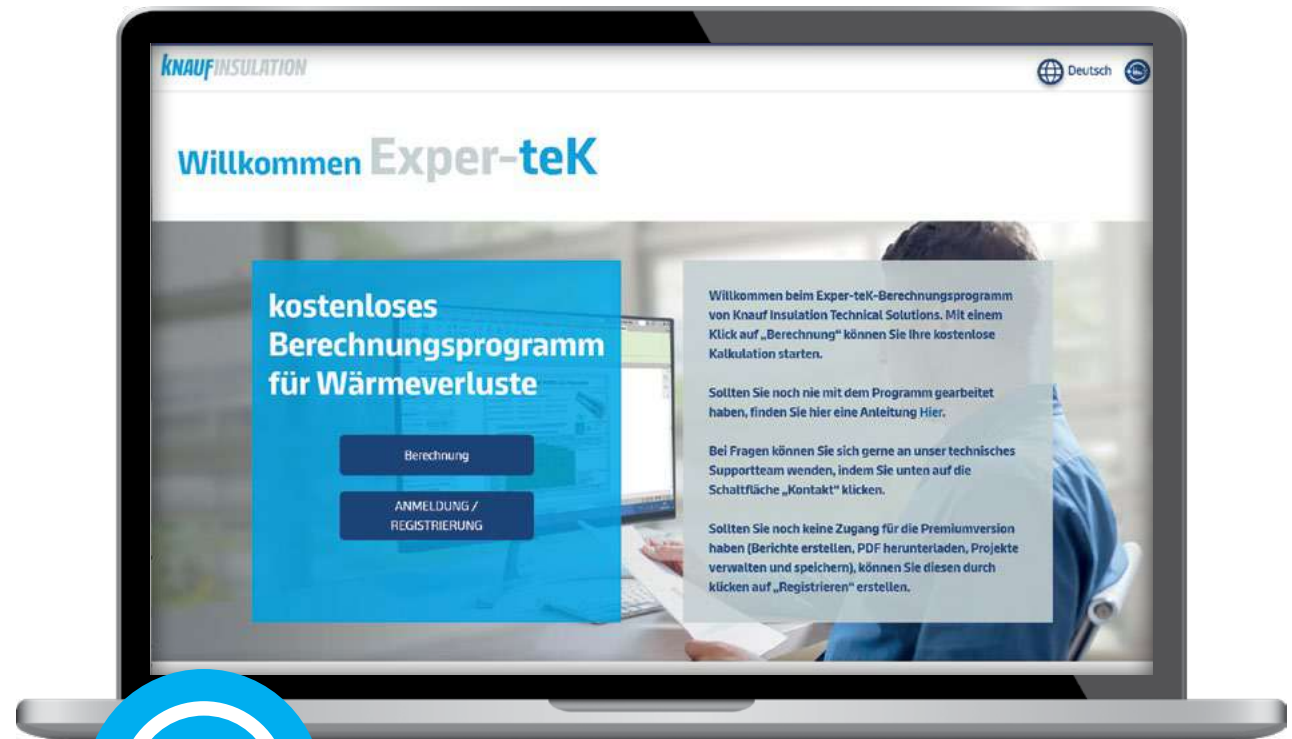 KNAUFINSULATION
Deutsch
Willkommen Exper-teK
kostenloses
Berechnungsprogramm
für Wärmeverluste
Berechnung
ANMELDUNG /
REGISTRIERUNG
Willkommen beim Exper-teK-Berechnungsprogramm
von Knauf Insulation Technical Solutions. Mit einem
Klick auf „Berechnung“ können Sie Ihre kostenlose
Kalkulation starten.
Sollten Sie noch nie mit dem Programm gearbeitet
haben, finden Sie hier eine Anleitung Hier.
Bei Fragen können Sie sich gerne an unser technisches
Supportteam wenden, indem Sie unten auf die
Schaltfläche „Kontakt“ klicken.
Sollten Sie noch keine Zugang für die Premiumversion
haben (Berichte erstellen, PDF herunterladen, Projekte
verwalten und speichern), können Sie diesen durch
klicken auf „Registrieren“ erstellen.